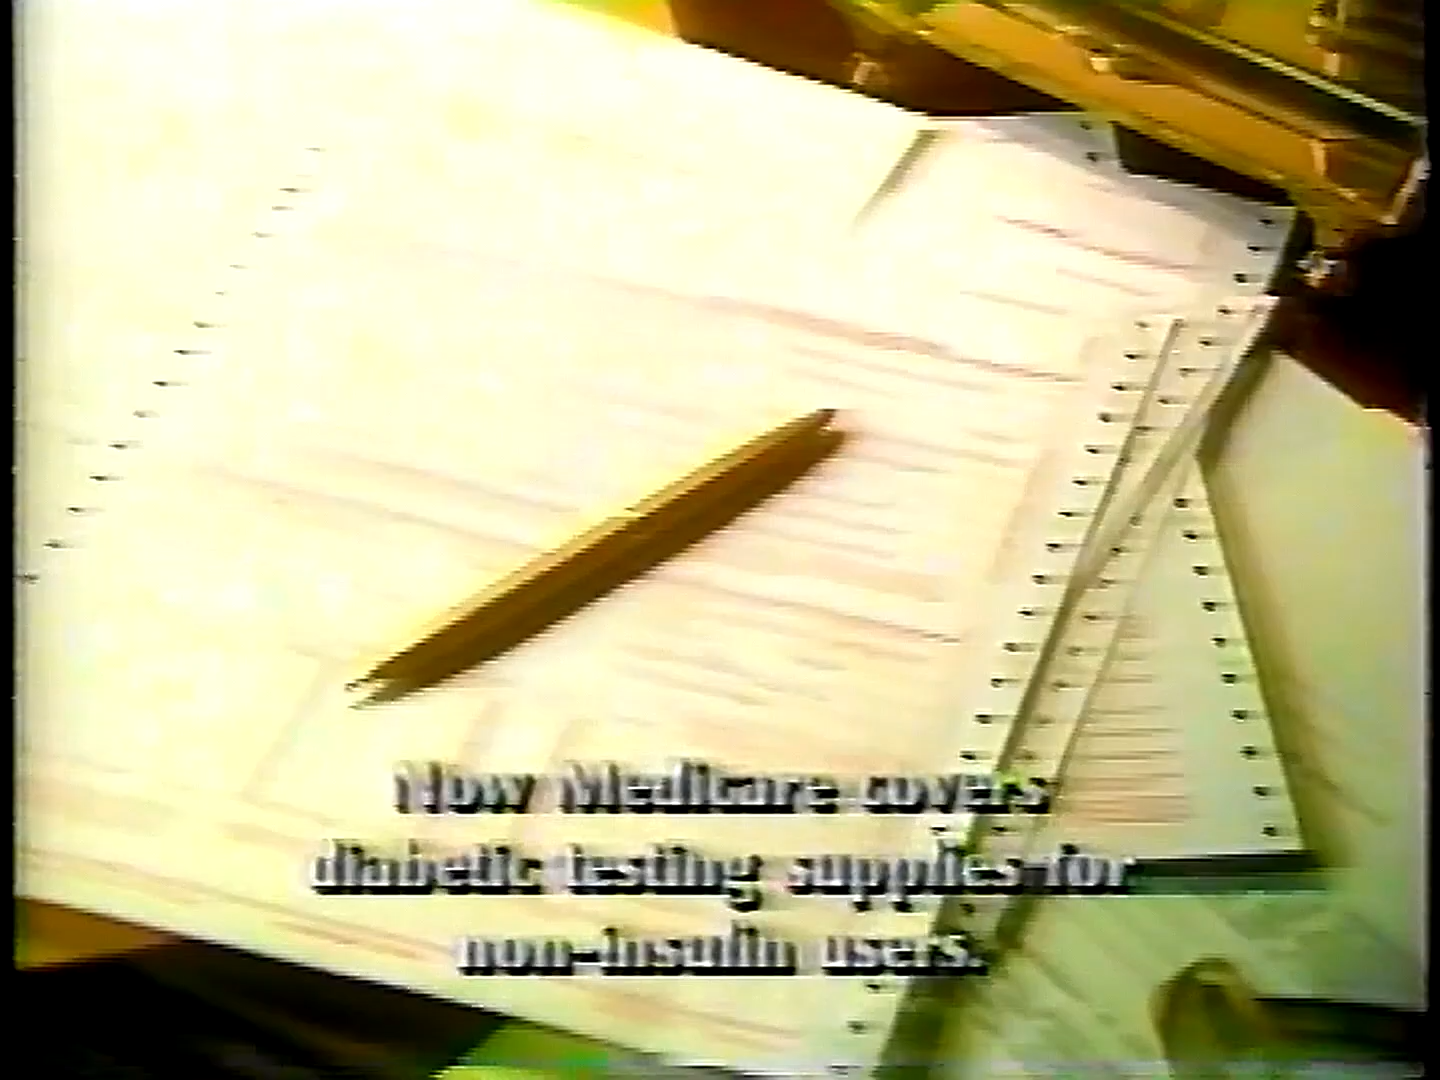 Now Medicare covers
diabetic testing supplies for
non-insulin users.